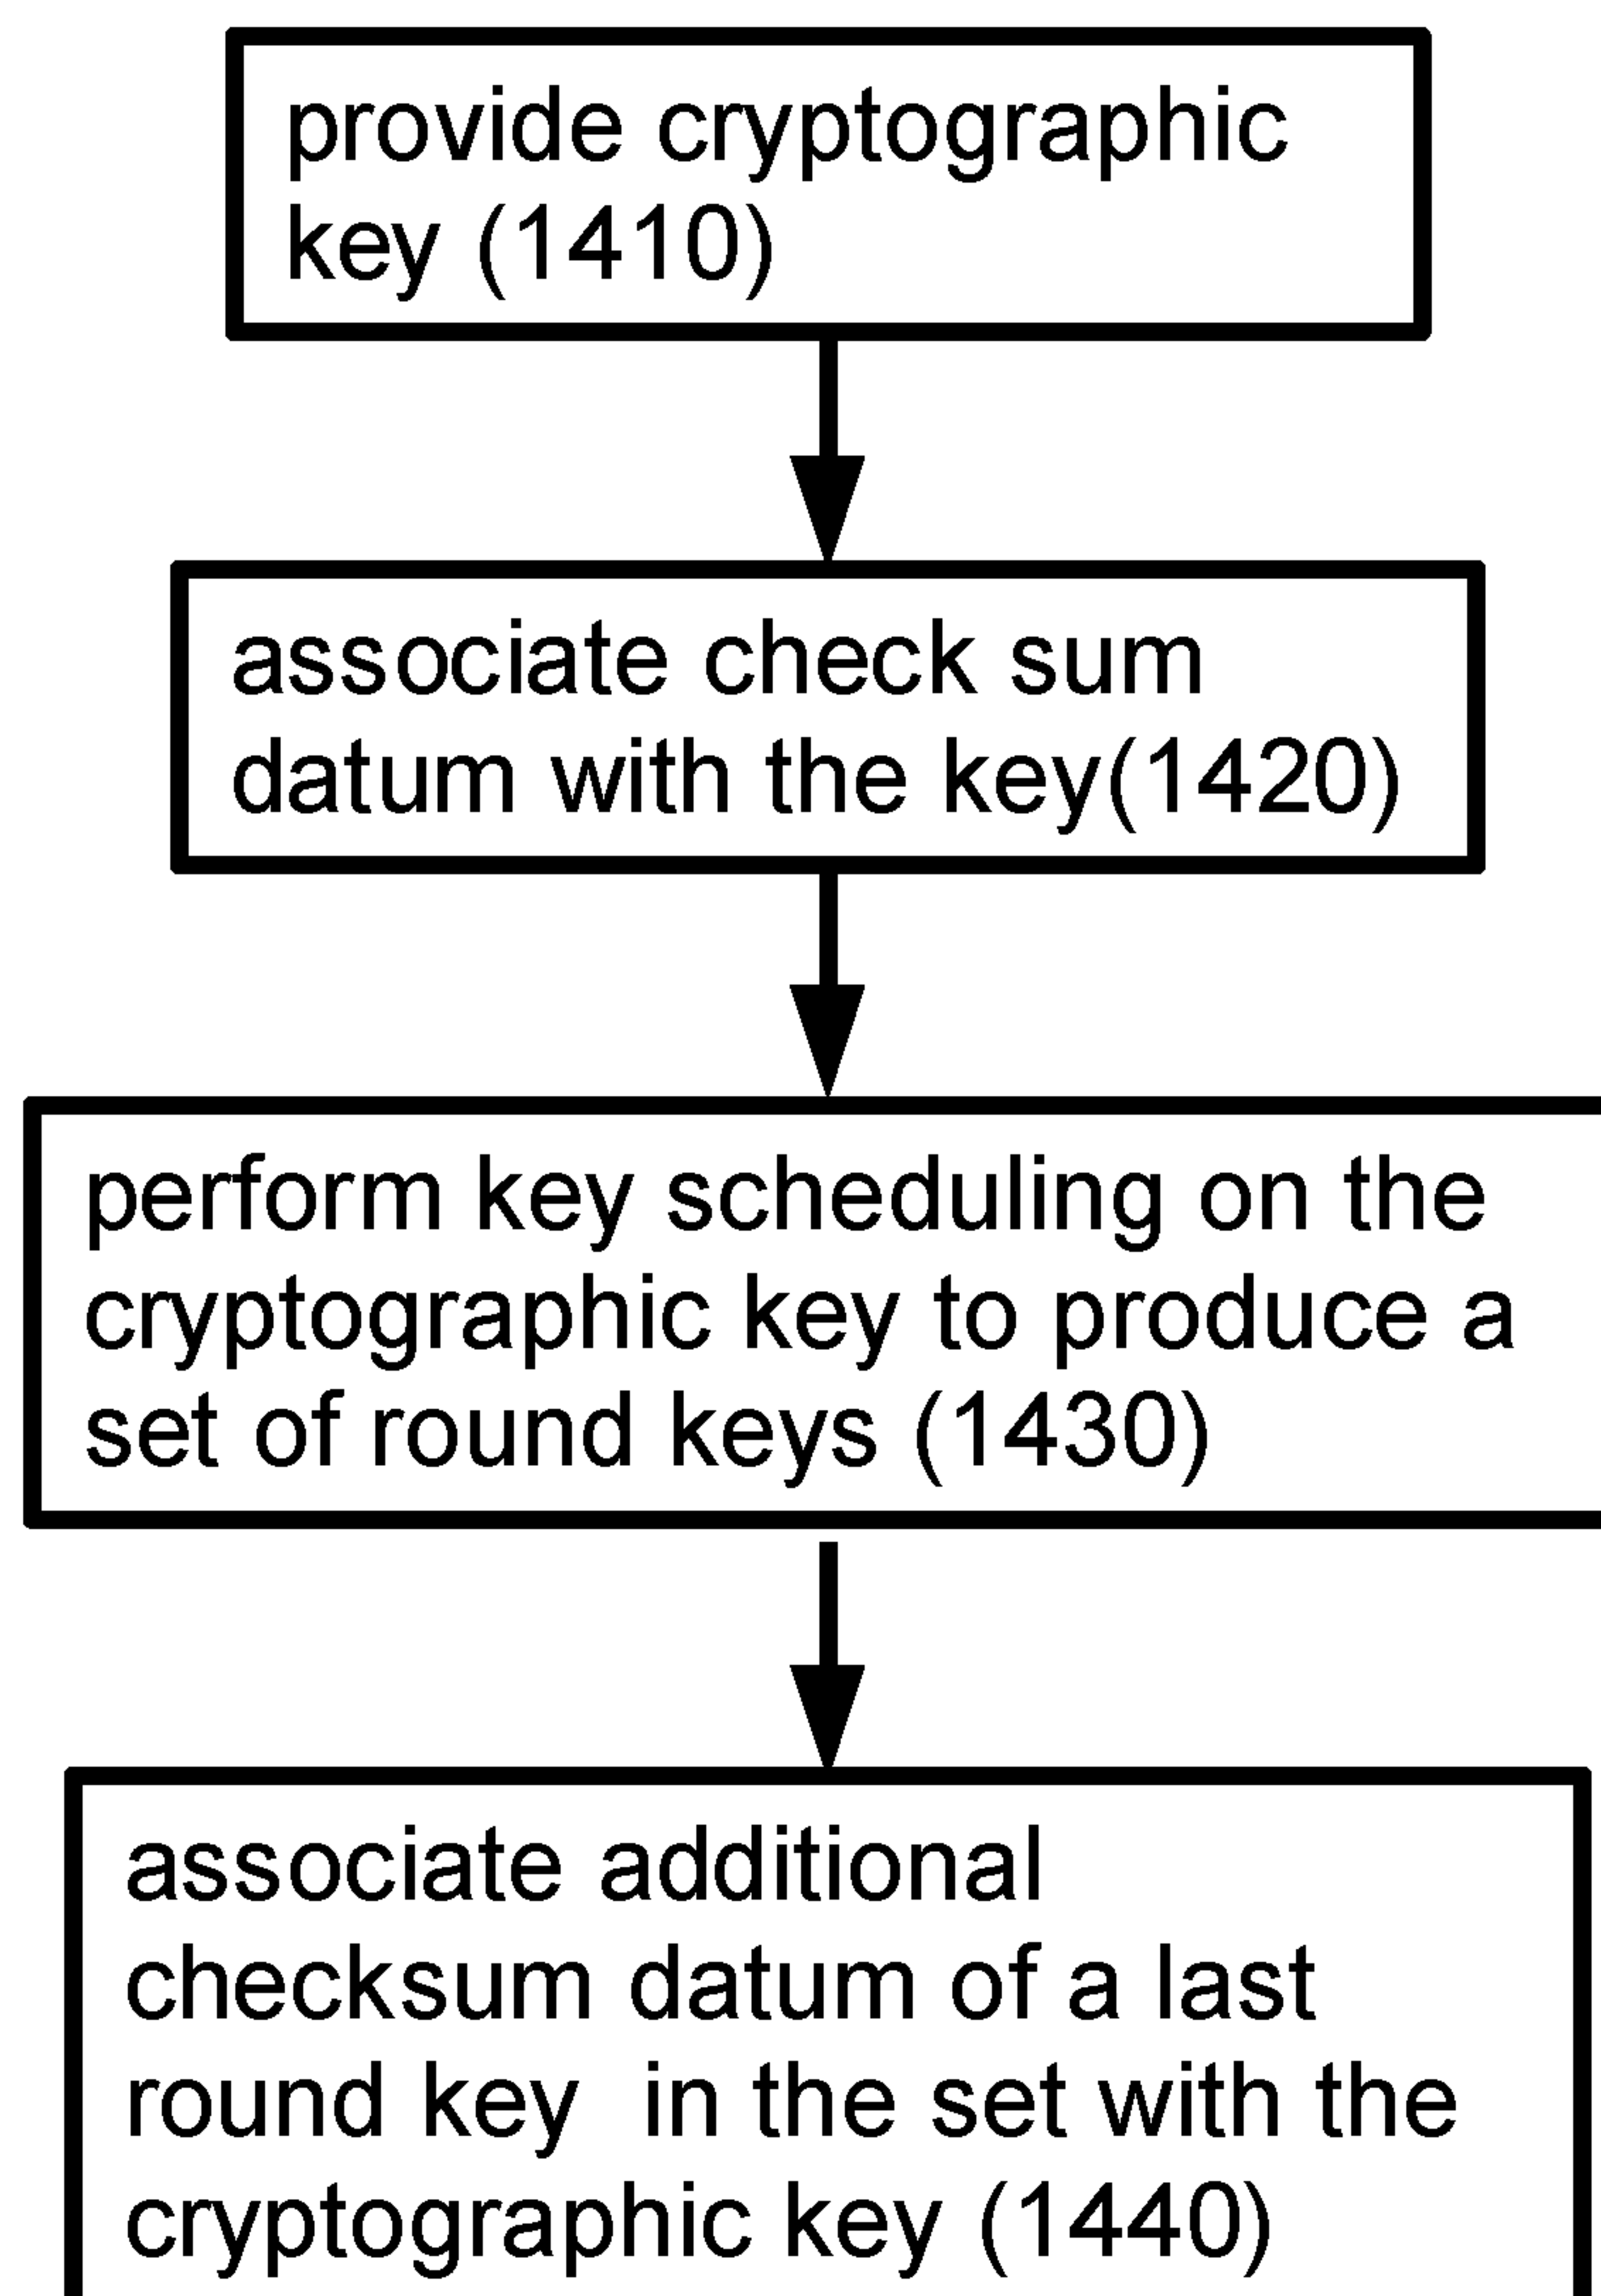 provide cryptographic
key (1410)
associate check sum
datum with the key(1420)
perform key scheduling on the
cryptographic key to produce a
set of round keys (1430)
associate additional
checksum datum of a last
round key in the set with the
cryptographic key (1440)